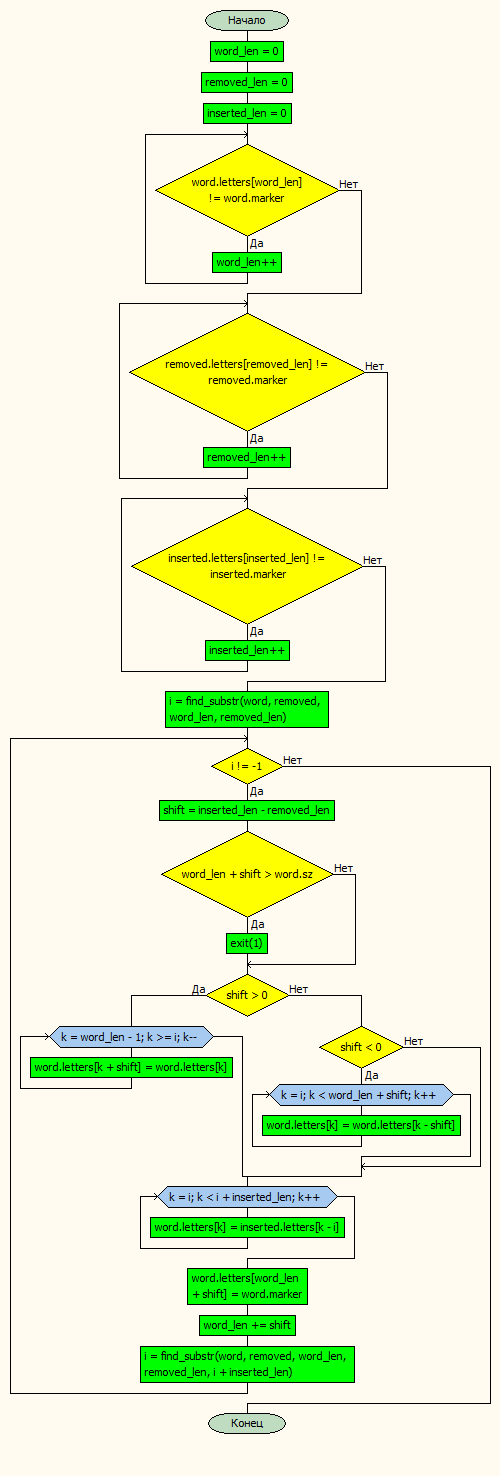 Начало
word_len = 0
removed_len = 0
inserted_len = 0
word.letters[word_len]
!= word.marker
Нет
Да
word_len++
removed.letters[removed_len] !=
removed.marker
Нет
Да
removed_len++
inserted.letters[inserted_len] !=
inserted.marker
Нет
Да
inserted_len++
i = find_substr(word, removed,
word_len, removed_len)
i != -1
Нет
Да
shift = inserted_len - removed_len
word_len + shift > word.sz
Нет
Да
exit(1)
shift > 0
Да
Нет
k = word_len - 1; k >= i; k--
word.letters[k + shift] = word.letters[k]
shift < 0
Нет
Да
k = i; k < word_len + shift; k++
word.letters[k] = word.letters[k - shift]
k = i; k < i + inserted_len; k++
word.letters[k] = inserted.letters[k - i]
word.letters[word_len
+ shift] = word.marker
word_len += shift
i = find_substr(word, removed, word_len,
removed_len, i + inserted_len)
Конец